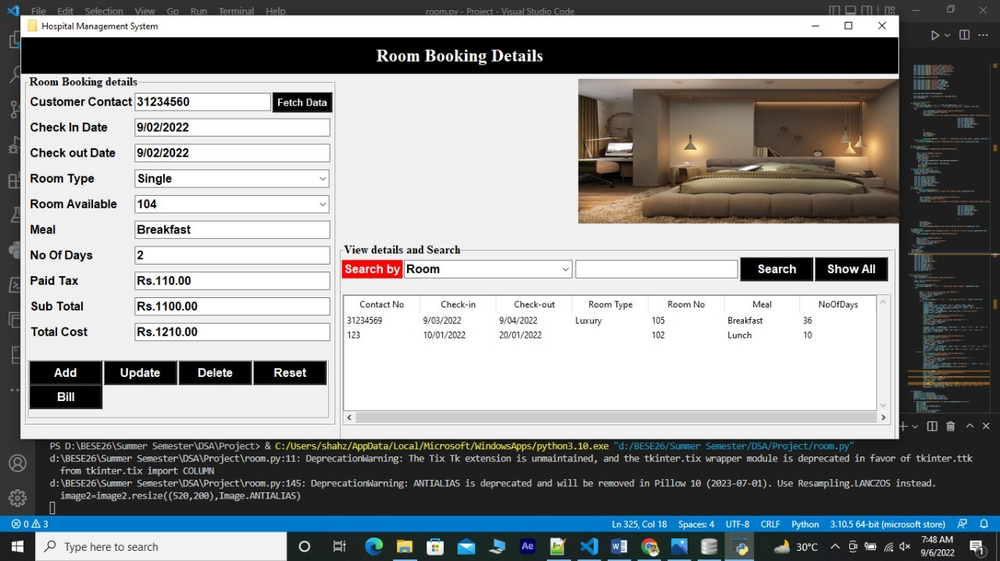 File Edit Selection View Go Run Terminal Help room.py - Project - Visual Studio Code
Hospital Management System
Room Booking Details
Room Booking details
Customer Contact 31234560 Fetch Data
Check In Date 9/02/2022
Check out Date 9/02/2022
Room Type Single
Room Available 104
Meal Breakfast
No Of Days 2
Paid Tax Rs.110.00
Sub Total Rs.1100.00
Total Cost Rs.1210.00
Add Update Delete Reset
Bill
View details and Search
Search by Room Search Show All
Contact No Check-in Check-out Room Type Room No Meal NoOfDays
31234569 9/03/2022 9/04/2022 Luxury 105 Breakfast 36
123 10/01/2022 20/01/2022 102 Lunch 10
PS D:\BESE26\Summer Semester\DSA\Project> & C:/Users/shahz/AppData/Local/Microsoft/WindowsApps/python3.10.exe "d:/BESE26/Summer Semester/DSA/Project/room.py"
d:\BESE26\Summer Semester\DSA\Project\room.py:11: DeprecationWarning: The Tix Tk extension is unmaintained, and the tkinter.tix wrapper module is deprecated in favor of tkinter.ttk
from tkinter.tix import COLUMN
d:\BESE26\Summer Semester\DSA\Project\room.py:145: DeprecationWarning: ANTIALIAS is deprecated and will be removed in Pillow 10 (2023-07-01). Use Resampling.LANCZOS instead.
image2=image2.resize((520,200),Image.ANTIALIAS)
0 3 Ln 325, Col 18 Spaces: 4 UTF-8 CRLF Python 3.10.5 64-bit (microsoft store)
Type here to search Ae 30°C 7:48 AM
9/6/2022 1